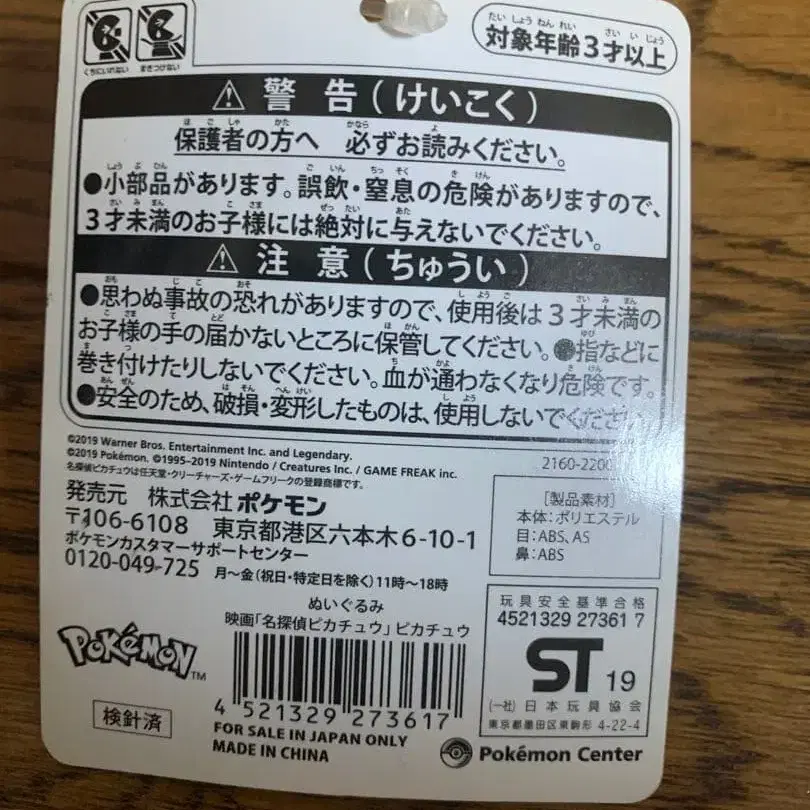 くちにいれない まきつけない
対象年齢3才以上
警告(けいこく)
保護者の方へ 必ずお読みください。
●小部品があります。誤飲・窒息の危険がありますので、
3才未満のお子様には絶対に与えないでください。
注意(ちゅうい)
●思わぬ事故の恐れがありますので、使用後は3才未満の
お子様の手の届かないところに保管してください。●指などに
巻き付けたりしないでください。血が通わなくなり危険です。
●安全のため、破損・変形したものは、使用しないでください
©2019 Warner Bros. Entertainment Inc. and Legendary.
©2019 Pokémon. ©1995-2019 Nintendo / Creatures Inc. / GAME FREAK inc.
名探偵ピカチュウは任天堂・クリーチャーズ・ゲームフリークの登録商標です。
2160-2200
発売元 株式会社ポケモン
〒106-6108 東京都港区六本木6-10-1
ポケモンカスタマーサポートセンター
0120-049-725 月~金(祝日・特定日を除く)11時~18時
[製品素材]
本体:ポリエステル
目:ABS、AS
鼻:ABS
ぬいぐるみ
映画「名探偵ピカチュウ」ピカチュウ
POKéMON TM
検針済
4 521329 273617
FOR SALE IN JAPAN ONLY
MADE IN CHINA
玩具安全基準合格
4521329 27361 7
ST 19
(一社)日本玩具協会
東京都墨田区東駒形 4-22-4
Pokémon Center